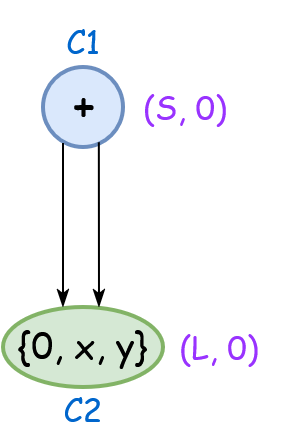 C1
+
(S, 0)
{0, x, y}
(L, 0)
C2